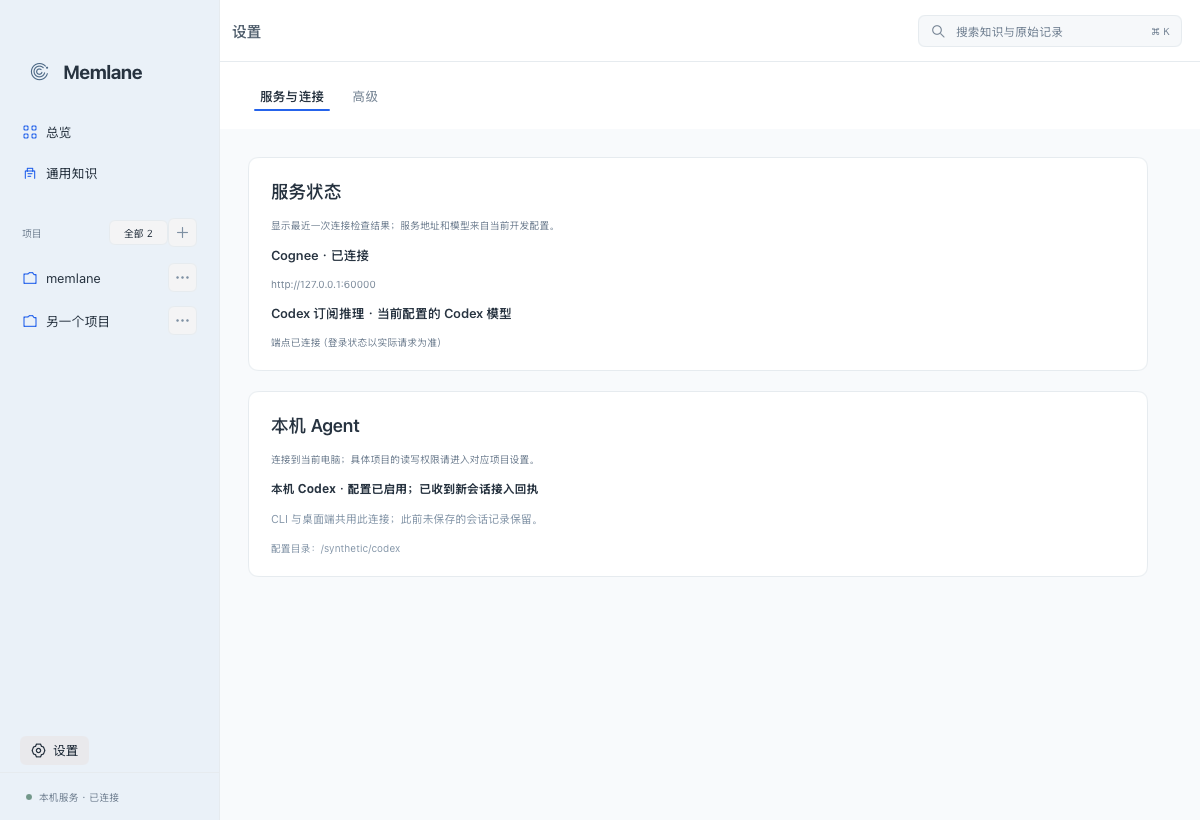 Memlane
总览
通用知识
项目
全部 2
memlane
另一个项目
设置
本机服务 · 已连接
设置
搜索知识与原始记录
⌘ K
服务与连接
高级
服务状态
显示最近一次连接检查结果；服务地址和模型来自当前开发配置。
Cognee · 已连接
http://127.0.0.1:60000
Codex 订阅推理 · 当前配置的 Codex 模型
端点已连接 (登录状态以实际请求为准)
本机 Agent
连接到当前电脑；具体项目的读写权限请进入对应项目设置。
本机 Codex · 配置已启用；已收到新会话接入回执
CLI 与桌面端共用此连接；此前未保存的会话记录保留。
配置目录：/synthetic/codex